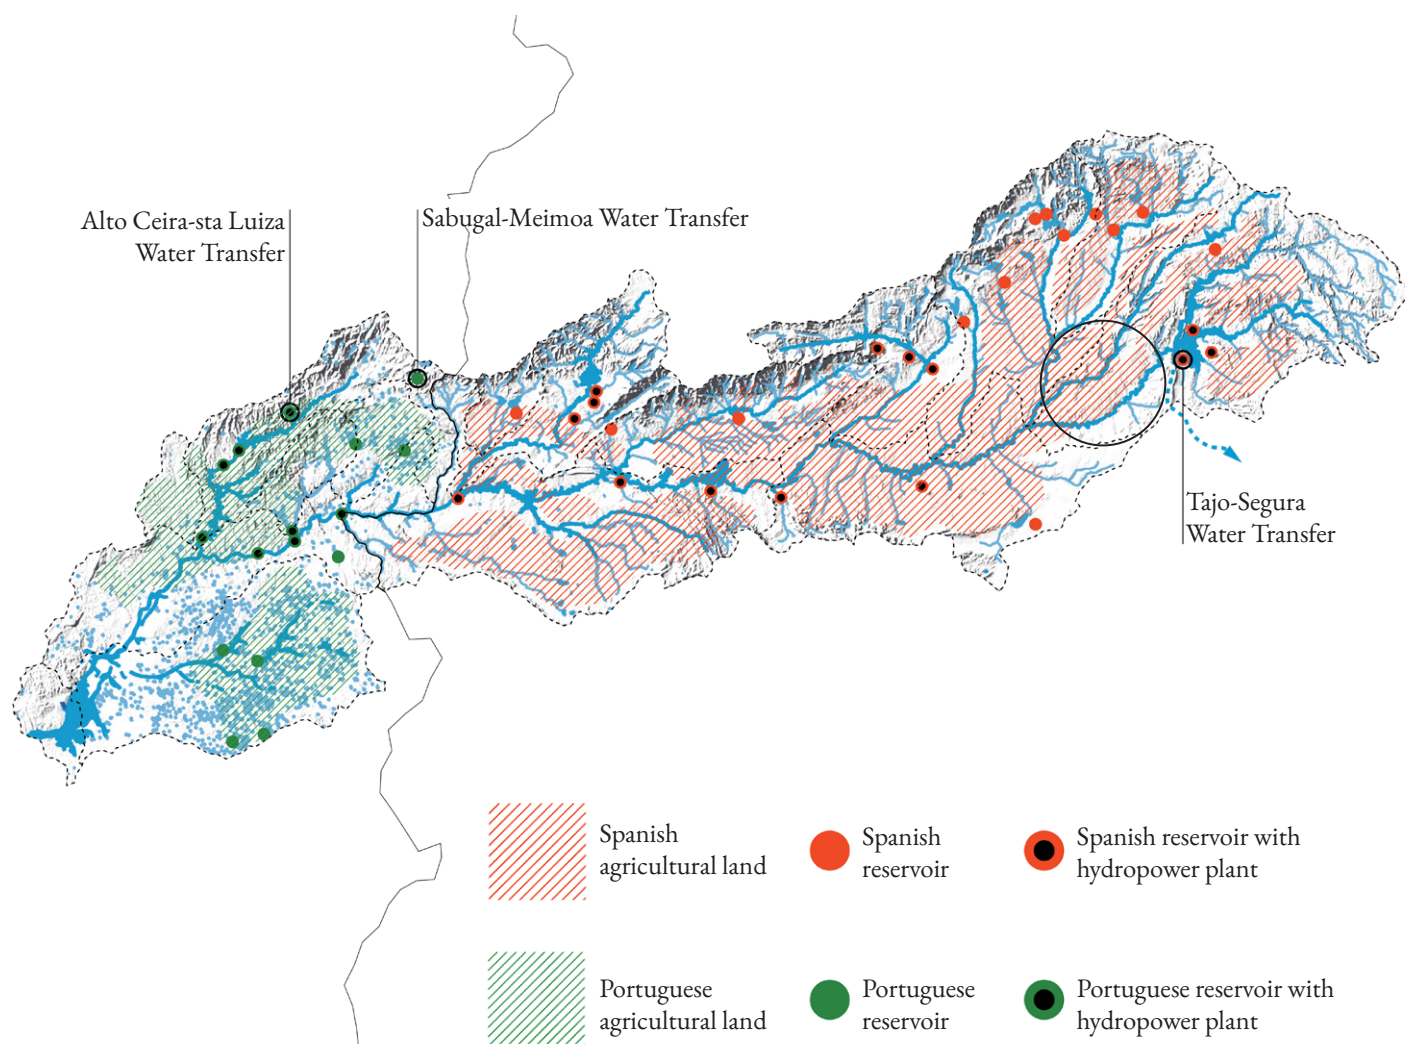 Alto Ceira-sta Luiza
Water Transfer
Sabugal-Meimoa Water Transfer
Tajo-Segura
Water Transfer
Spanish
agricultural land
Spanish
reservoir
Spanish reservoir with
hydropower plant
Portuguese
agricultural land
Portuguese
reservoir
Portuguese reservoir with
hydropower plant